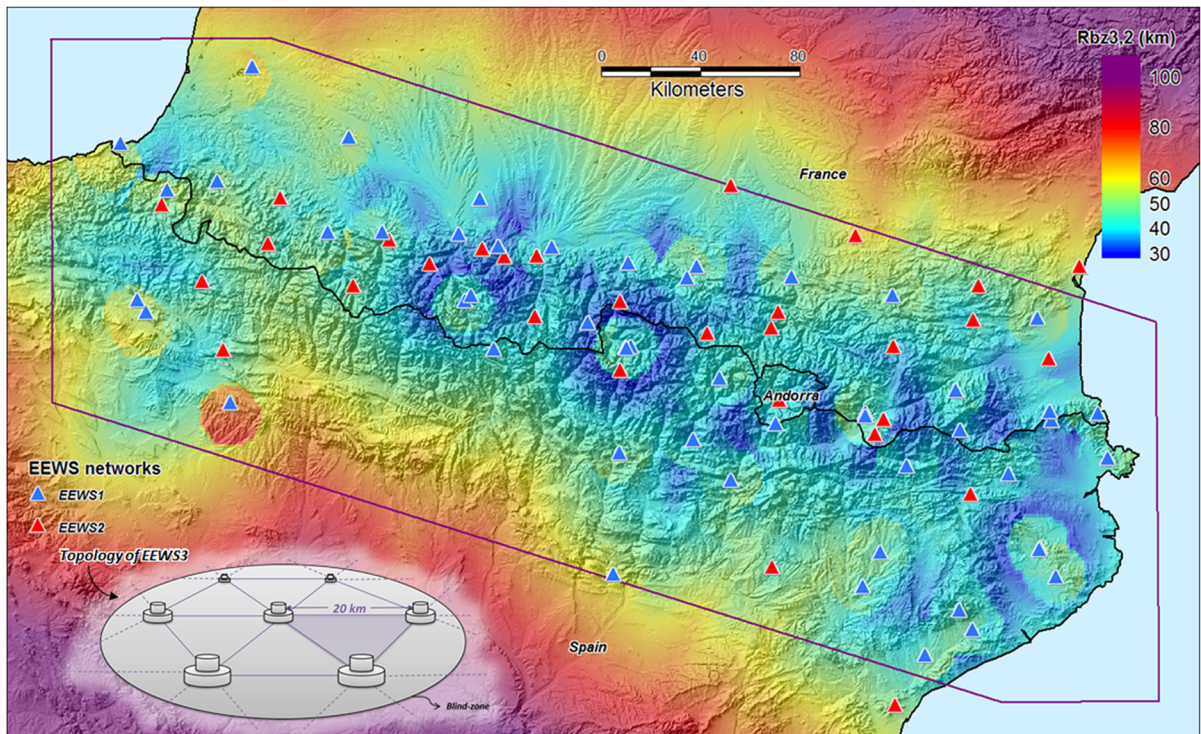 Rbz3,2 (km)
0 40 80
Kilometers
100
80
60
50
40
30
France
Andorra
EEWS networks
EEWS1
EEWS2
Topology of EEWS3
20 km
Blind-zone
Spain